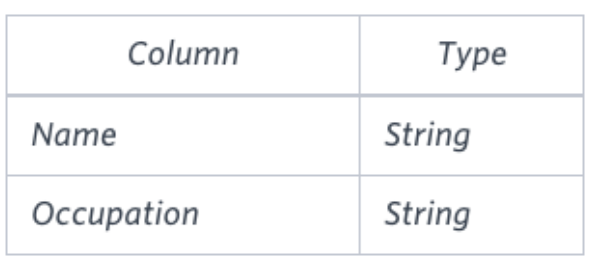 Column Type
Name String
Occupation String